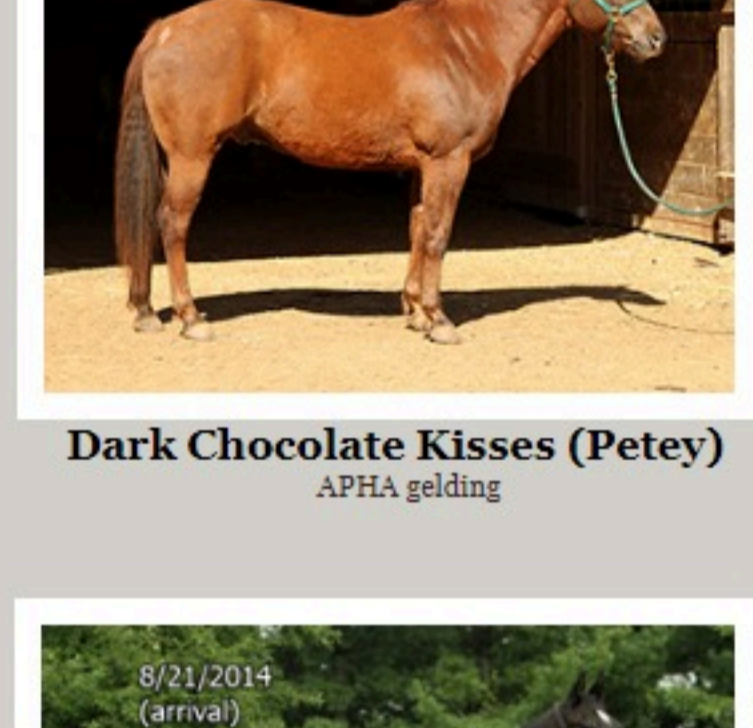 Dark Chocolate Kisses (Petey)
APHA gelding
8/21/2014
(arrival)